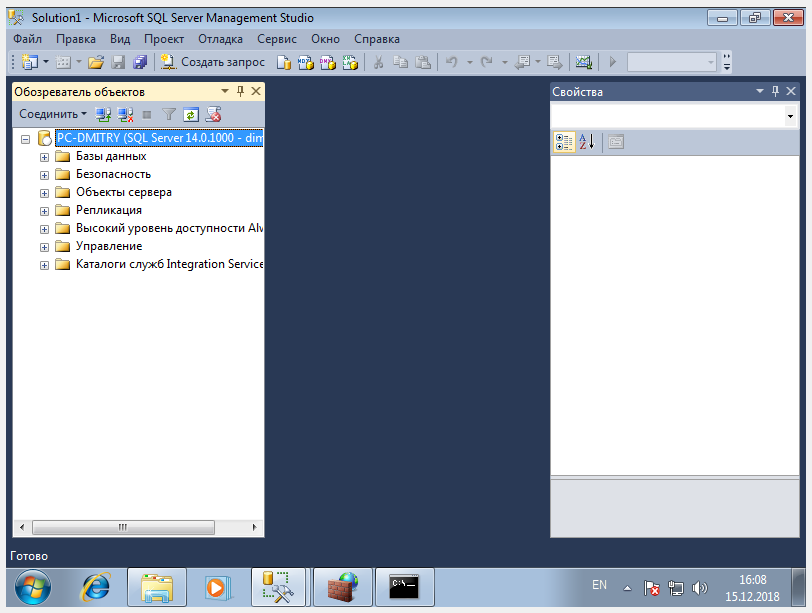 Solution1 - Microsoft SQL Server Management Studio
Файл Правка Вид Проект Отладка Сервис Окно Справка
Создать запрос
Обозреватель объектов
Соединить
PC-DMITRY (SQL Server 14.0.1000 - dim
Базы данных
Безопасность
Объекты сервера
Репликация
Высокий уровень доступности Alw
Управление
Каталоги служб Integration Service
Свойства
Готово
EN
16:08
15.12.2018